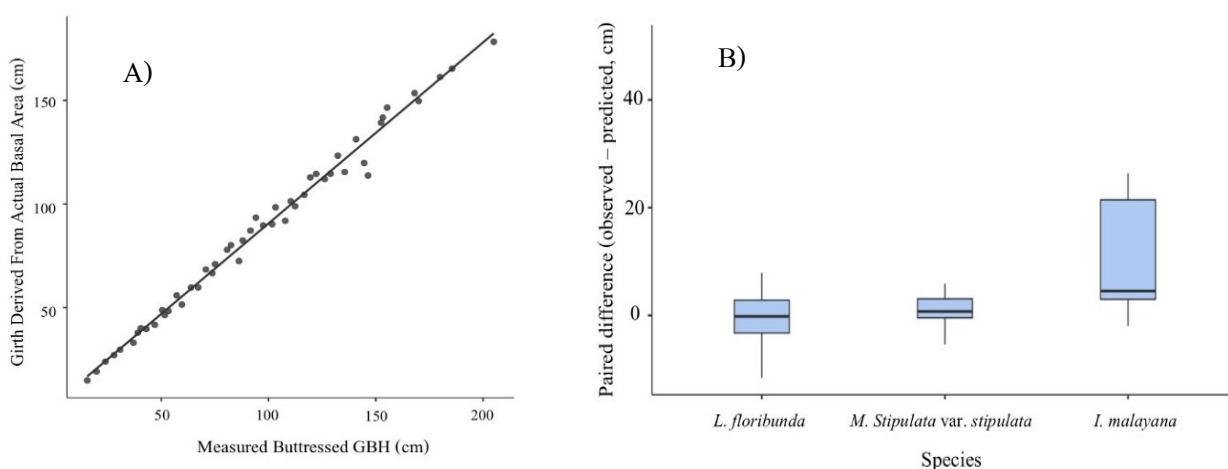 A)
Girth Derived From Actual Basal Area (cm)
150
100
50
50 100 150 200
Measured Buttressed GBH (cm)
B)
Paired difference (observed – predicted, cm)
40
20
0
L. floribunda M. Stipulata var. stipulata I. malayana
Species